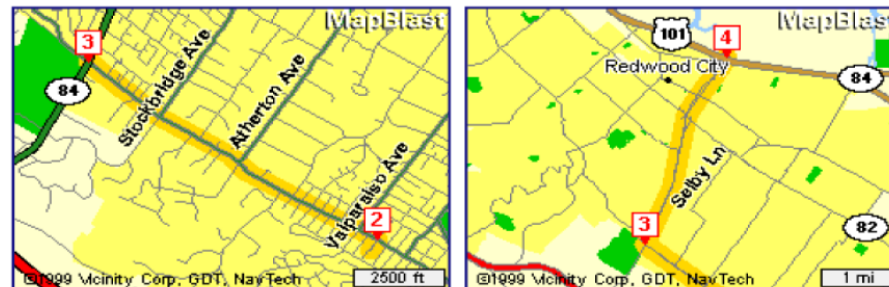 MapBlast
3
84
Stockbridge Ave
Atherton Ave
Valparaiso Ave
2
©1999 Vicinity Corp, GDT, NavTech
2500 ft
MapBlast
101
4
Redwood City
84
Selby Ln
3
82
©1999 Vicinity Corp, GDT, NavTech
1 mi